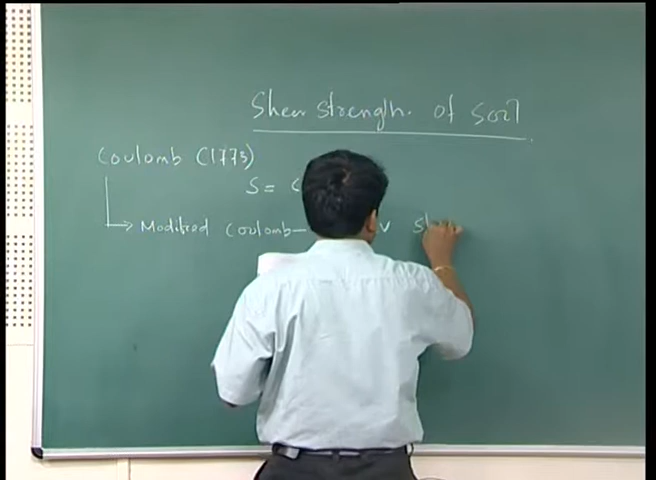 Shear strength. of soil
Coulomb (1773)
S = c
Modified Coulomb-